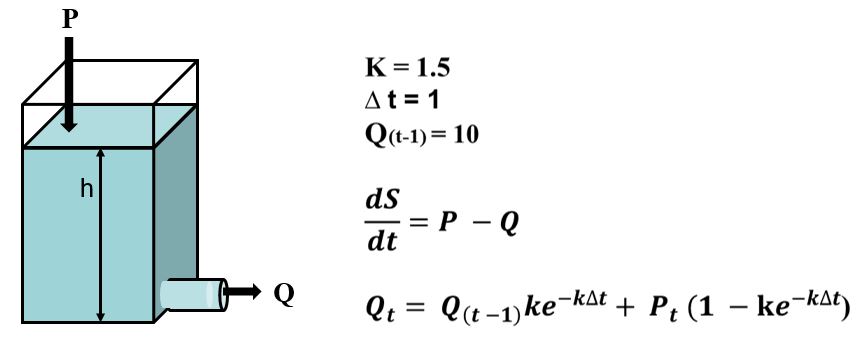 P
K = 1.5
Δ t = 1
Q(t-1) = 10
h
dS/dt = P − Q
Q
Qₜ = Q₍ₜ₋₁₎ke^−kΔt + Pₜ (1 − ke^−kΔt)